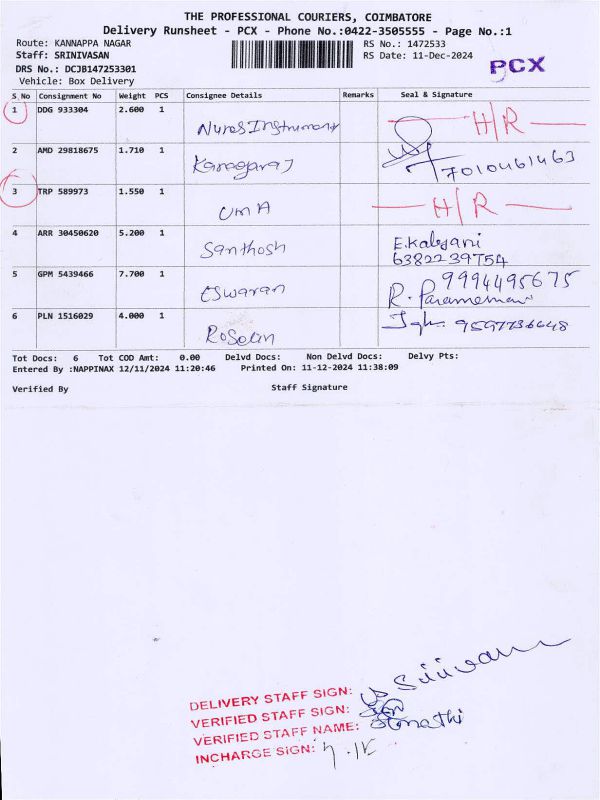 THE PROFESSIONAL COURIERS, COIMBATORE
Delivery Runsheet - PCX - Phone No.:0422-3505555 - Page No.:1
Route: KANNAPPA NAGAR
RS No.: 1472533
Staff: SRINIVASAN
RS Date: 11-Dec-2024
DRS No.: DCJB147253301
PCX
Vehicle: Box Delivery
S_No Consignment No Weight PCS Consignee Details Remarks Seal & Signature
1 DDG 933304 2.600 1 H/R
2 AMD 29818675 1.710 1 Kanagaraj 7010461463
3 TRP 589973 1.550 1 UMA H/R
4 ARR 30450620 5.200 1 Santhosh E.Kalyani
6382239754
5 GPM 5439466 7.700 1 Eswaran 9994495675
R.
6 PLN 1516029 4.000 1 9597736648
Tot Docs: 6 Tot COD Amt: 0.00 Delvd Docs: Non Delvd Docs: Delvy Pts:
Entered By :NAPPINAX 12/11/2024 11:20:46 Printed On: 11-12-2024 11:38:09
Verified By Staff Signature
DELIVERY STAFF SIGN:
VERIFIED STAFF SIGN:
VERIFIED STAFF NAME:
INCHARGE SIGN: